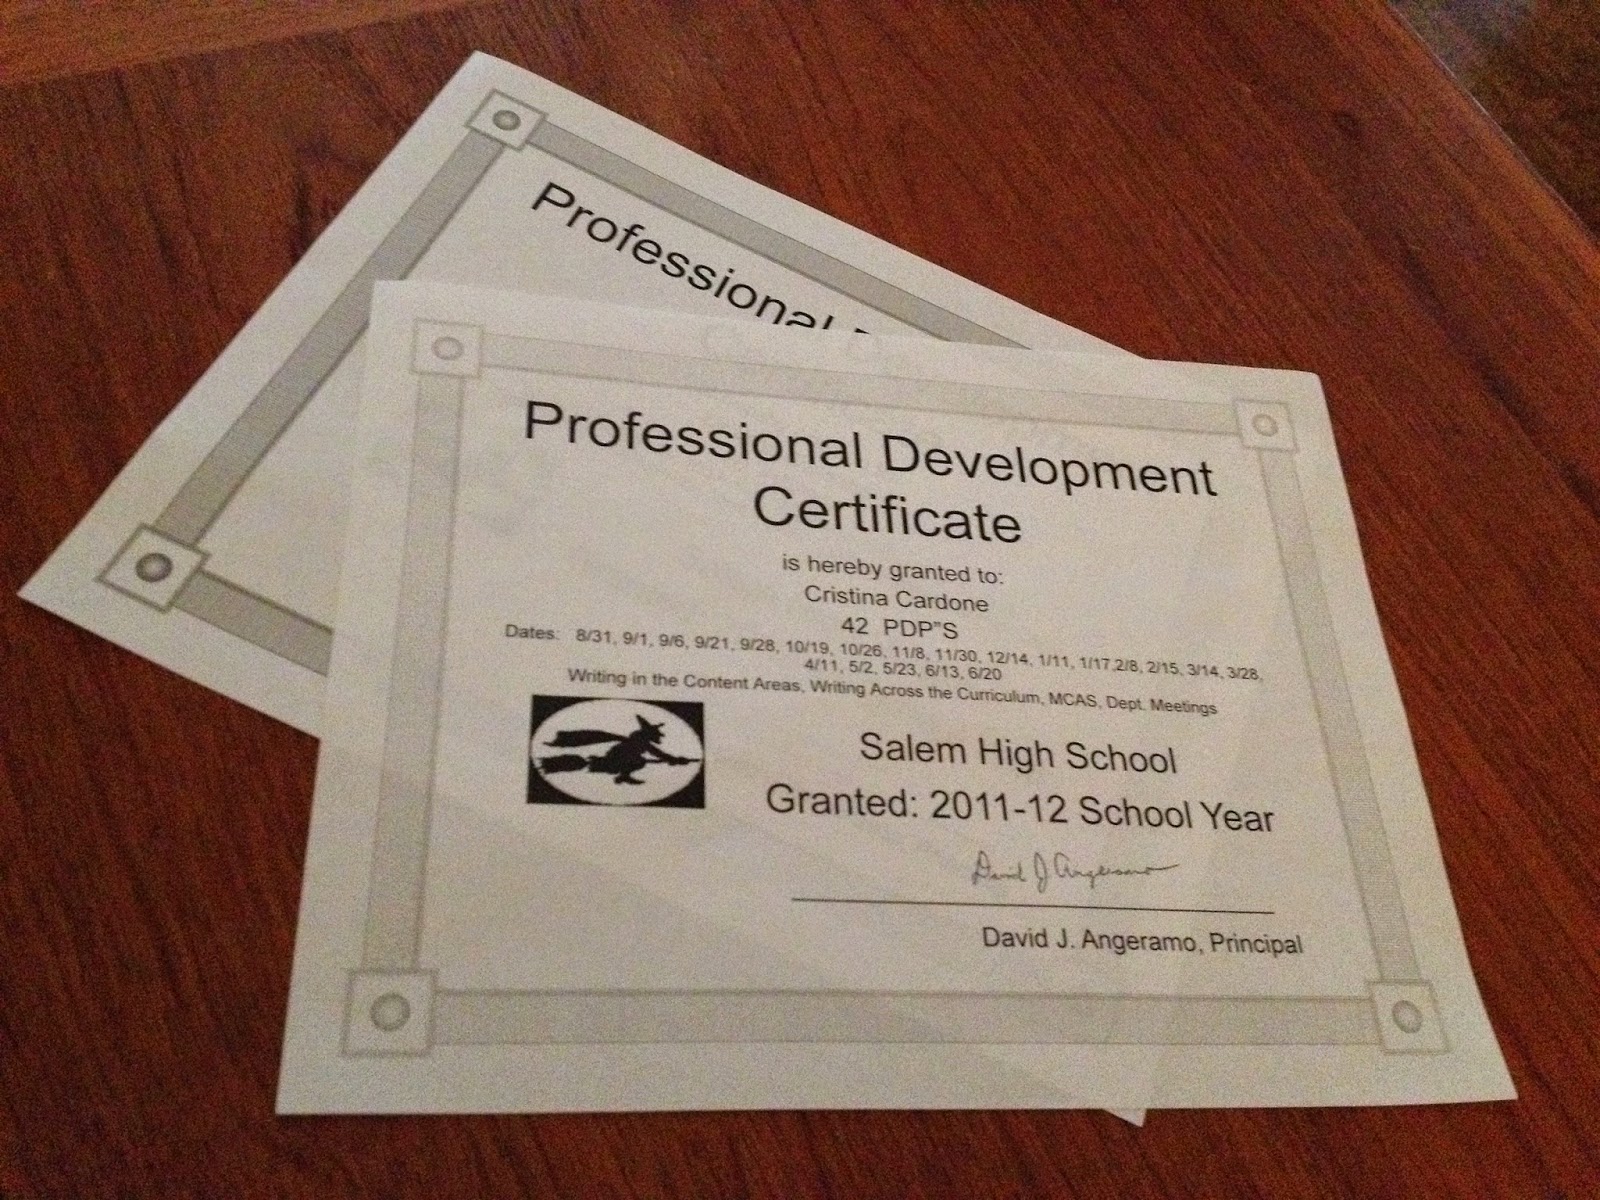 Professional
Professional Development
Certificate
is hereby granted to:
Cristina Cardone
42 PDP"S
Dates: 8/31, 9/1, 9/6, 9/21, 9/28, 10/19, 10/26, 11/8, 11/30, 12/14, 1/11, 1/17,2/8, 2/15, 3/14, 3/28,
4/11, 5/2, 5/23, 6/13, 6/20
Writing in the Content Areas, Writing Across the Curriculum, MCAS, Dept. Meetings
Salem High School
Granted: 2011-12 School Year
David J Angeramo
David J. Angeramo, Principal